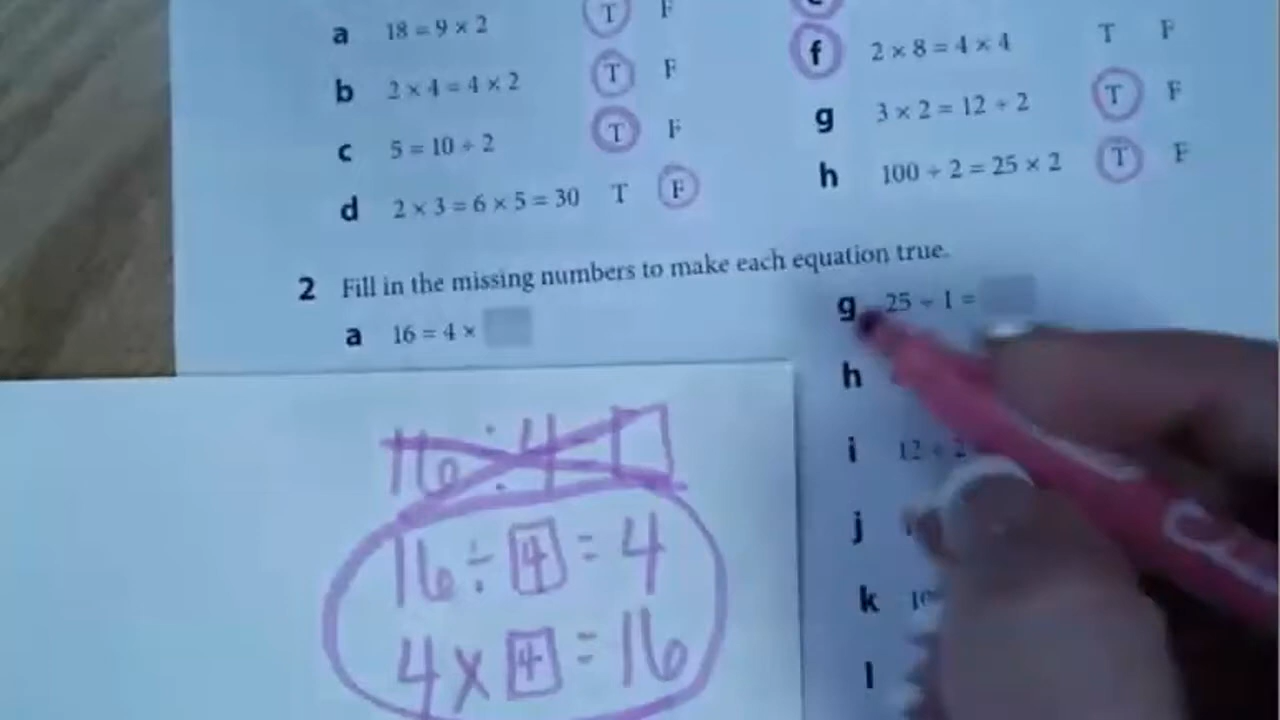 a 18 = 9 × 2 T F
b 2 × 4 = 4 × 2 T F
c 5 = 10 ÷ 2 T F
d 2 × 3 = 6 × 5 = 30 T F
f 2 × 8 = 4 × 4 T F
g 3 × 2 = 12 ÷ 2 T F
h 100 ÷ 2 = 25 × 2 T F
2 Fill in the missing numbers to make each equation true.
a 16 = 4 ×
g 25 ÷ 1 =
h
i 12 ÷ 2
j
k
l
16 ÷ 4
16 ÷ 4 = 4
4 × 4 = 16